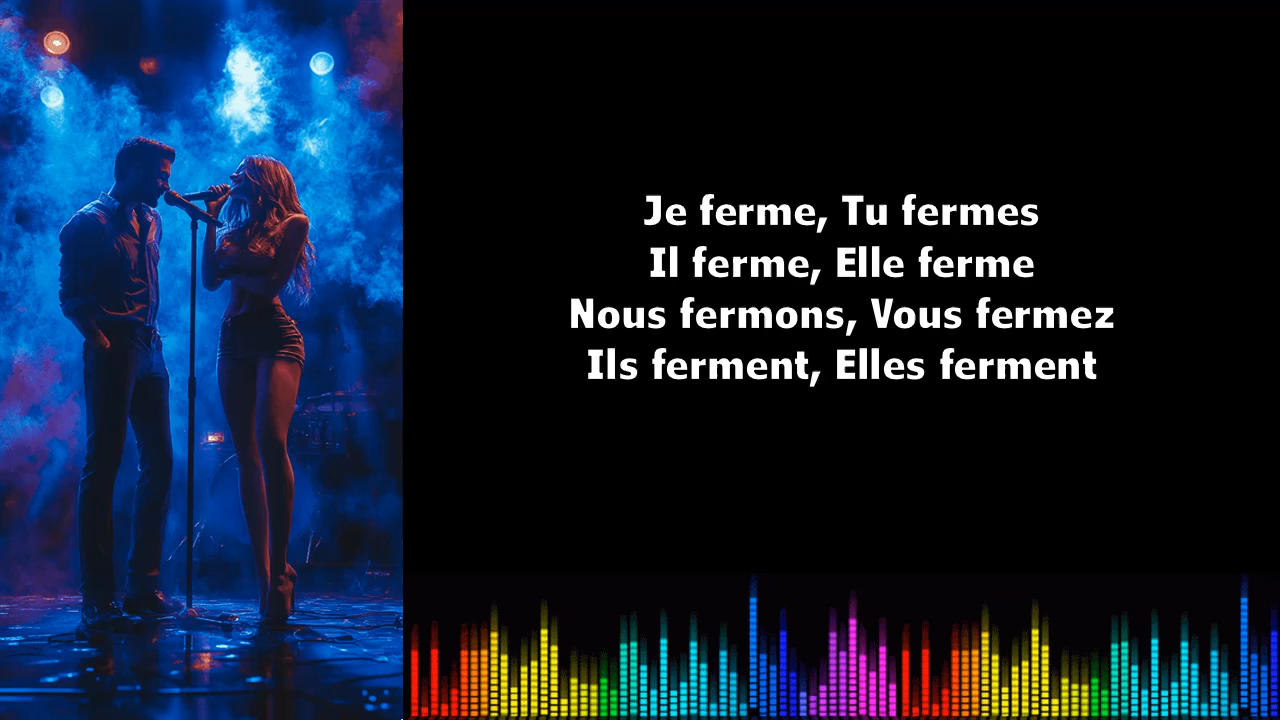 Je ferme, Tu fermes
Il ferme, Elle ferme
Nous fermons, Vous fermez
Ils ferment, Elles ferment